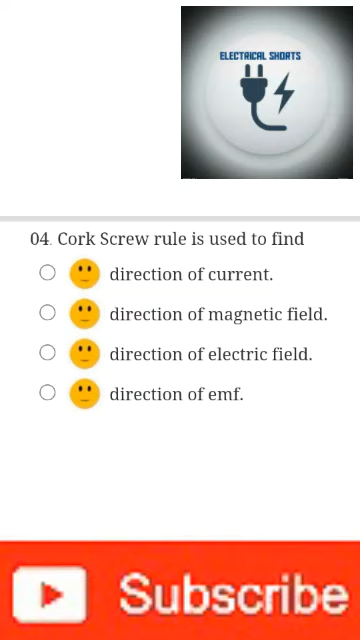 ELECTRICAL SHORTS
04. Cork Screw rule is used to find
direction of current.
direction of magnetic field.
direction of electric field.
direction of emf.
Subscribe